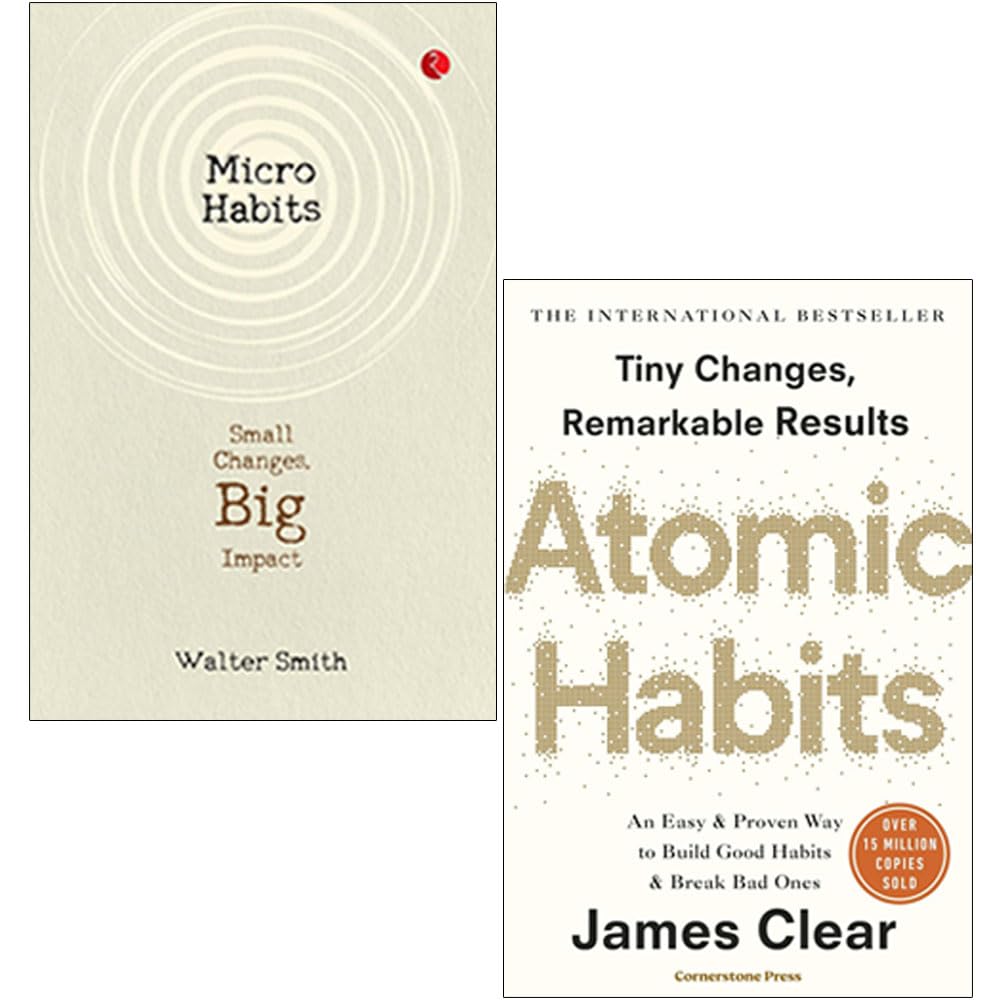 Micro
Habits
Small
Changes,
Big
Impact
Walter Smith
THE INTERNATIONAL BESTSELLER
Tiny Changes,
Remarkable Results
Atomic
Habits
An Easy & Proven Way
to Build Good Habits
& Break Bad Ones
OVER
15 MILLION
COPIES
SOLD
James Clear
Cornerstone Press